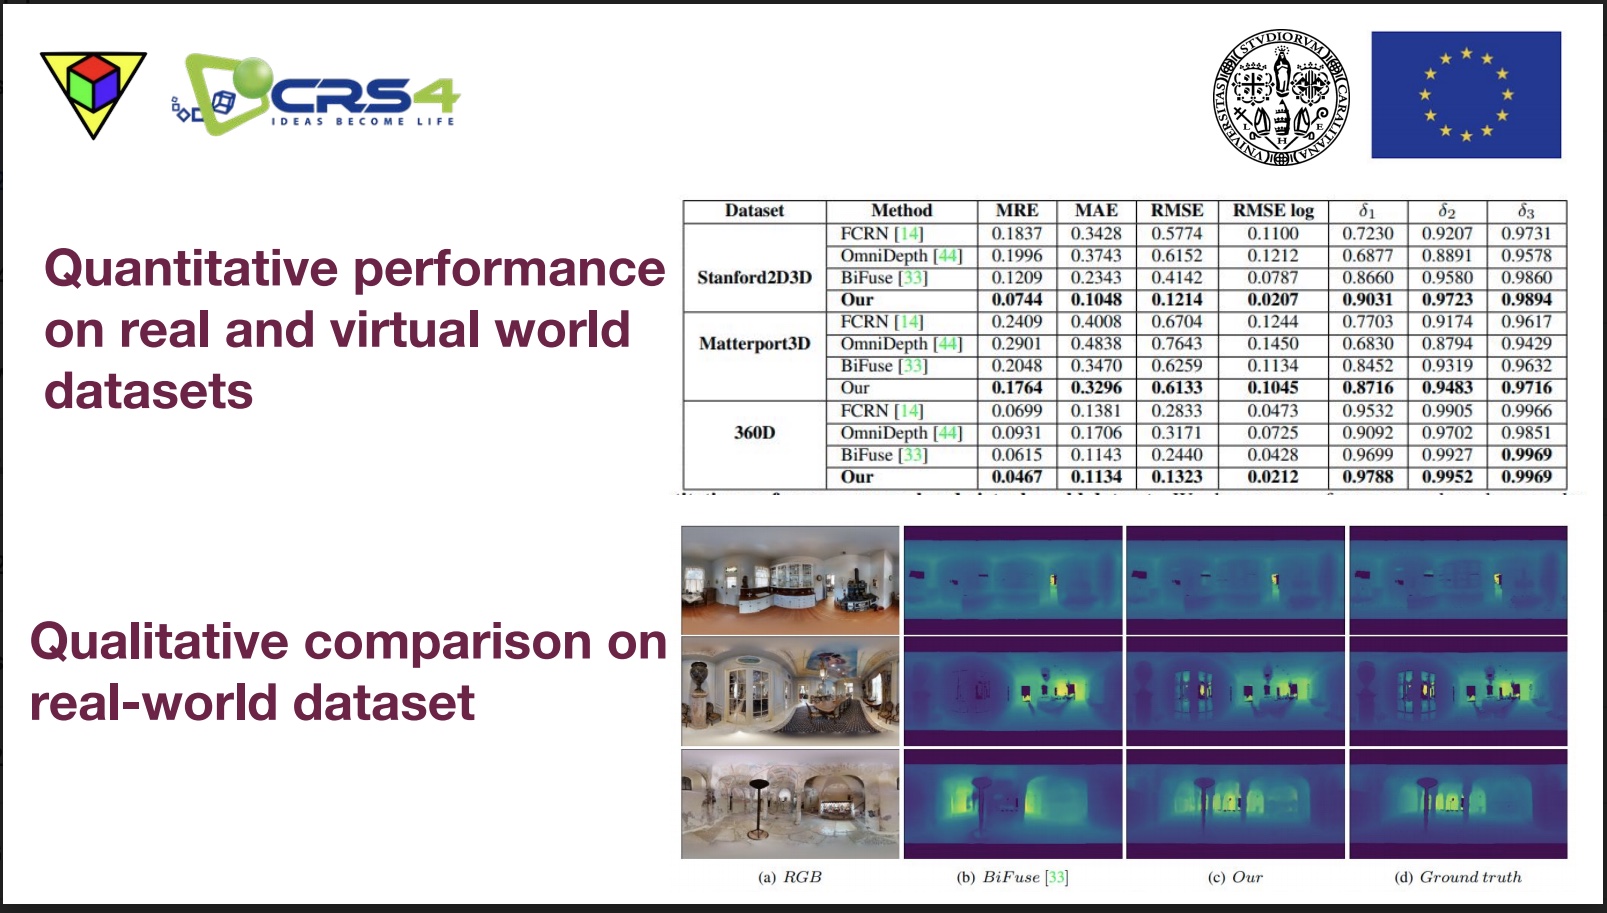 CRS4
IDEAS BECOME LIFE
VNIVERSITAS STVDIORVM CARALITANA
L E
H
Quantitative performance
on real and virtual world
datasets
Dataset Method MRE MAE RMSE RMSE log δ1 δ2 δ3
Stanford2D3D
FCRN [14] 0.1837 0.3428 0.5774 0.1100 0.7230 0.9207 0.9731
OmniDepth [44] 0.1996 0.3743 0.6152 0.1212 0.6877 0.8891 0.9578
BiFuse [33] 0.1209 0.2343 0.4142 0.0787 0.8660 0.9580 0.9860
Our 0.0744 0.1048 0.1214 0.0207 0.9031 0.9723 0.9894
Matterport3D
FCRN [14] 0.2409 0.4008 0.6704 0.1244 0.7703 0.9174 0.9617
OmniDepth [44] 0.2901 0.4838 0.7643 0.1450 0.6830 0.8794 0.9429
BiFuse [33] 0.2048 0.3470 0.6259 0.1134 0.8452 0.9319 0.9632
Our 0.1764 0.3296 0.6133 0.1045 0.8716 0.9483 0.9716
360D
FCRN [14] 0.0699 0.1381 0.2833 0.0473 0.9532 0.9905 0.9966
OmniDepth [44] 0.0931 0.1706 0.3171 0.0725 0.9092 0.9702 0.9851
BiFuse [33] 0.0615 0.1143 0.2440 0.0428 0.9699 0.9927 0.9969
Our 0.0467 0.1134 0.1323 0.0212 0.9788 0.9952 0.9969
Qualitative comparison on
real-world dataset
(a) RGB (b) BiFuse [33] (c) Our (d) Ground truth